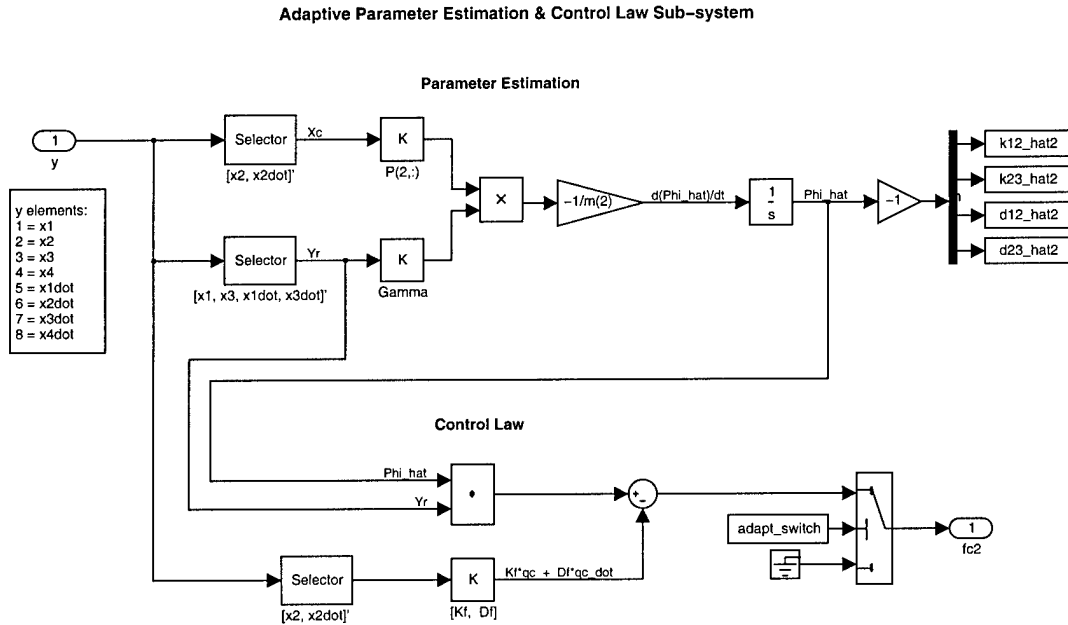 Adaptive Parameter Estimation & Control Law Sub-system
Parameter Estimation
1
y
Selector
[x2, x2dot]'
Xc
K
P(2,:)
y elements:
1 = x1
2 = x2
3 = x3
4 = x4
5 = x1dot
6 = x2dot
7 = x3dot
8 = x4dot
Selector
[x1, x3, x1dot, x3dot]'
Yr
K
Gamma
×
-1/m(2)
d(Phi_hat)/dt
1
s
Phi_hat
-1
k12_hat2
k23_hat2
d12_hat2
d23_hat2
Control Law
Phi_hat
Yr
+
-
adapt_switch
1
fc2
Selector
[x2, x2dot]'
K
[Kf, Df]
Kf*qc + Df*qc_dot